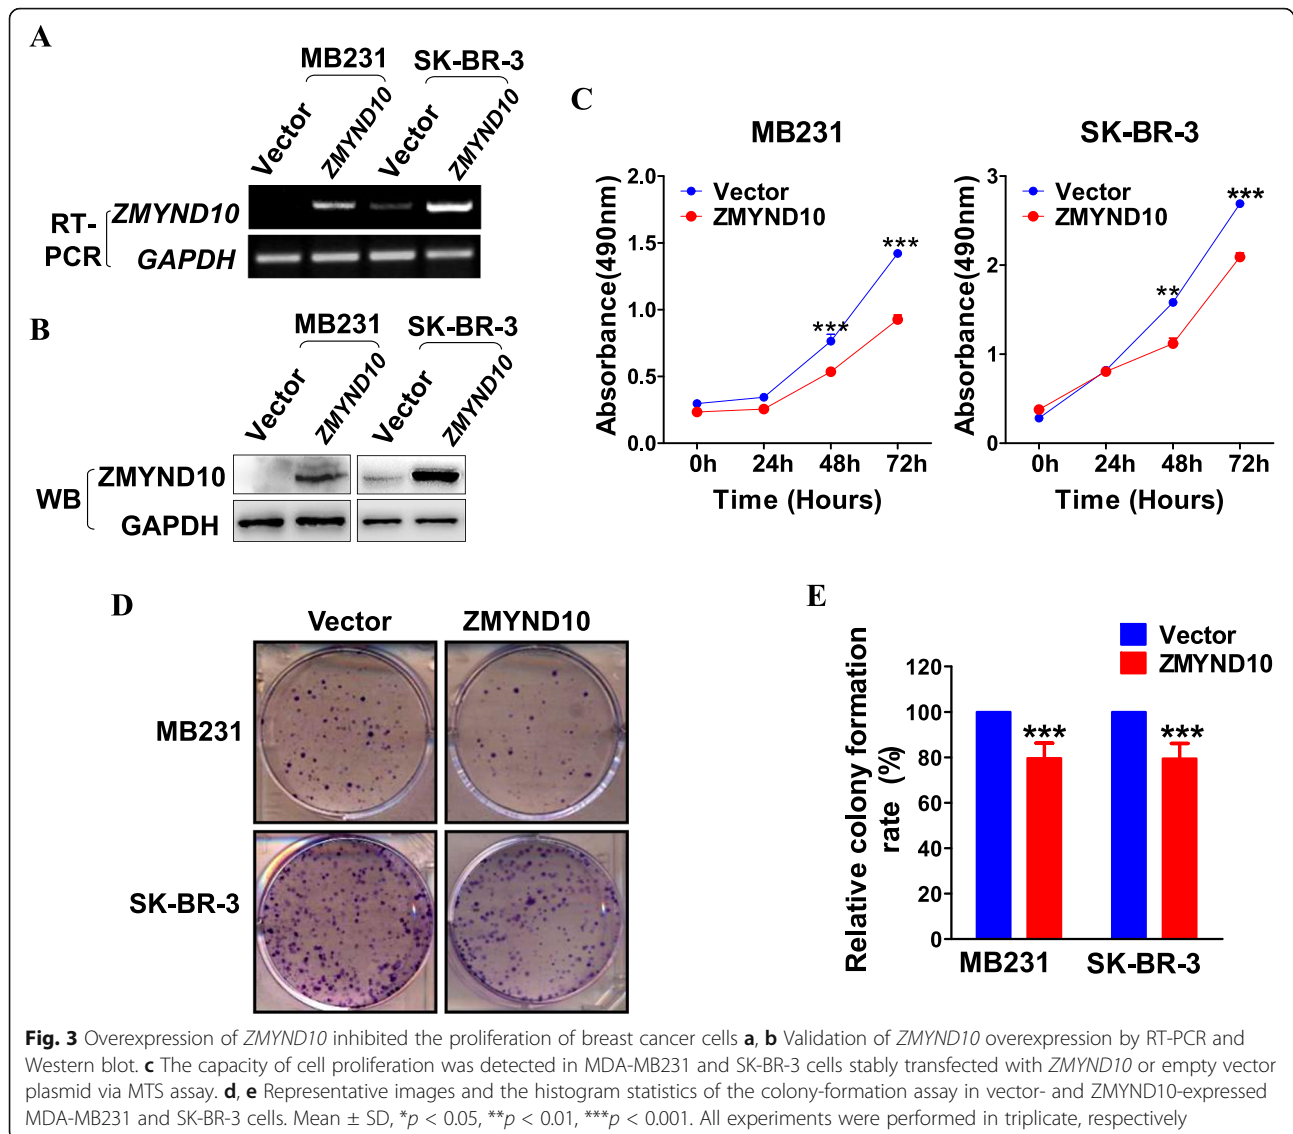 A
MB231 SK-BR-3
Vector ZMYND10 Vector ZMYND10
RT-PCR
ZMYND10
GAPDH
B
MB231 SK-BR-3
Vector ZMYND10 Vector ZMYND10
WB
ZMYND10
GAPDH
C
MB231
Absorbance(490nm)
2.0
1.5
1.0
0.5
0.0
Vector
ZMYND10
***
***
0h 24h 48h 72h
Time (Hours)
SK-BR-3
Absorbance(490nm)
3
2
1
0
Vector
ZMYND10
***
**
0h 24h 48h 72h
Time (Hours)
D
Vector ZMYND10
MB231
SK-BR-3
E
Vector
ZMYND10
Relative colony formation
rate (%)
120
100
80
60
40
20
0
*** ***
MB231 SK-BR-3
Fig. 3 Overexpression of ZMYND10 inhibited the proliferation of breast cancer cells a, b Validation of ZMYND10 overexpression by RT-PCR and
Western blot. c The capacity of cell proliferation was detected in MDA-MB231 and SK-BR-3 cells stably transfected with ZMYND10 or empty vector
plasmid via MTS assay. d, e Representative images and the histogram statistics of the colony-formation assay in vector- and ZMYND10-expressed
MDA-MB231 and SK-BR-3 cells. Mean ± SD, *p < 0.05, **p < 0.01, ***p < 0.001. All experiments were performed in triplicate, respectively